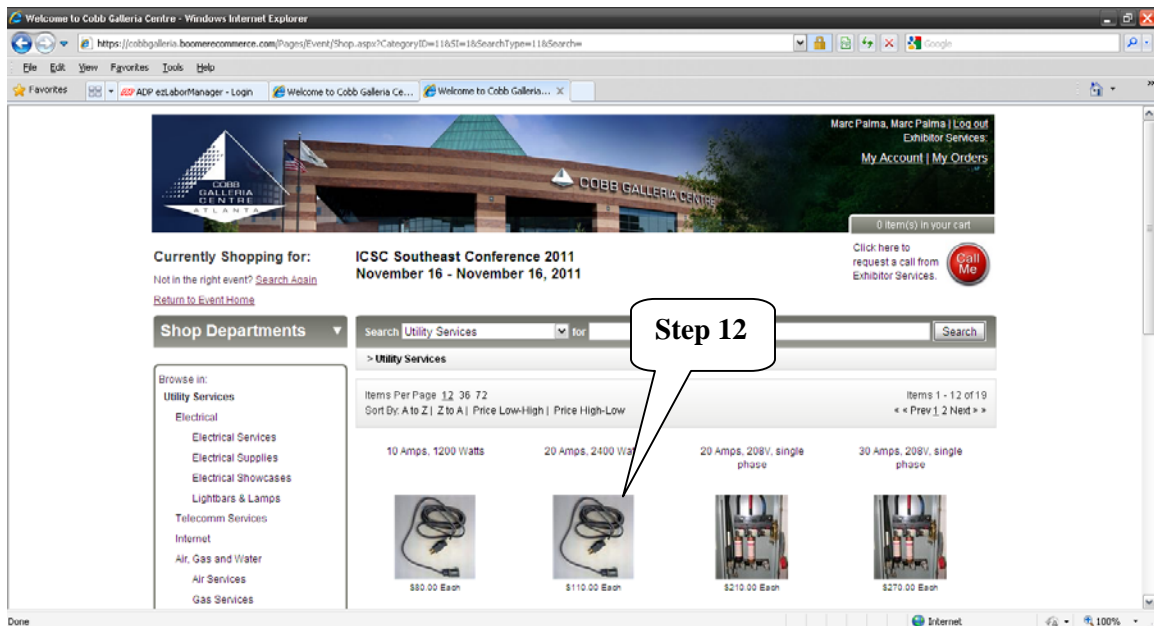 Welcome to Cobb Galleria Centre - Windows Internet Explorer
https://cobbgalleria.boomerecommerce.com/Pages/Event/Shop.aspx?CategoryID=11&SI=1&SearchType=11&Search=
Google
File Edit View Favorites Tools Help
Favorites
ADP ezLaborManager - Login
Welcome to Cobb Galleria Ce...
Welcome to Cobb Galleria...
COBB
GALLERIA
CENTRE
ATLANTA
COBB GALLERIA CENTRE
Marc Palma, Marc Palma | Log out
Exhibitor Services:
My Account | My Orders
0 item(s) in your cart
Currently Shopping for:
Not in the right event? Search Again
Return to Event Home
ICSC Southeast Conference 2011
November 16 - November 16, 2011
Click here to
request a call from
Exhibitor Services.
Call
Me
Shop Departments
Search Utility Services for
Search
Step 12
> Utility Services
Browse in:
Utility Services
Electrical
Electrical Services
Electrical Supplies
Electrical Showcases
Lightbars & Lamps
Telecomm Services
Internet
Air, Gas and Water
Air Services
Gas Services
Items Per Page 12 36 72
Sort By: A to Z | Z to A | Price Low-High | Price High-Low
Items 1 - 12 of 19
« « Prev 1 2 Next » »
10 Amps, 1200 Watts
$80.00 Each
20 Amps, 2400 Wat
$110.00 Each
20 Amps, 208V, single
phase
$210.00 Each
30 Amps, 208V, single
phase
$270.00 Each
Done
Internet
100%